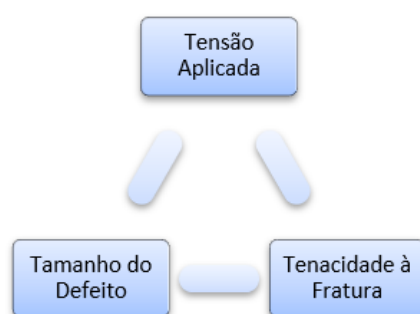 Tensão
Aplicada
Tamanho do
Defeito
Tenacidade à
Fratura